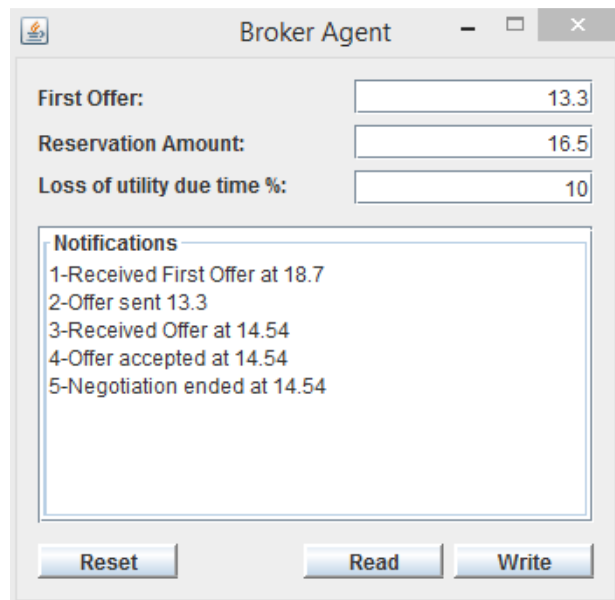 Broker Agent
First Offer: 13.3
Reservation Amount: 16.5
Loss of utility due time %: 10
Notifications
1-Received First Offer at 18.7
2-Offer sent 13.3
3-Received Offer at 14.54
4-Offer accepted at 14.54
5-Negotiation ended at 14.54
Reset Read Write